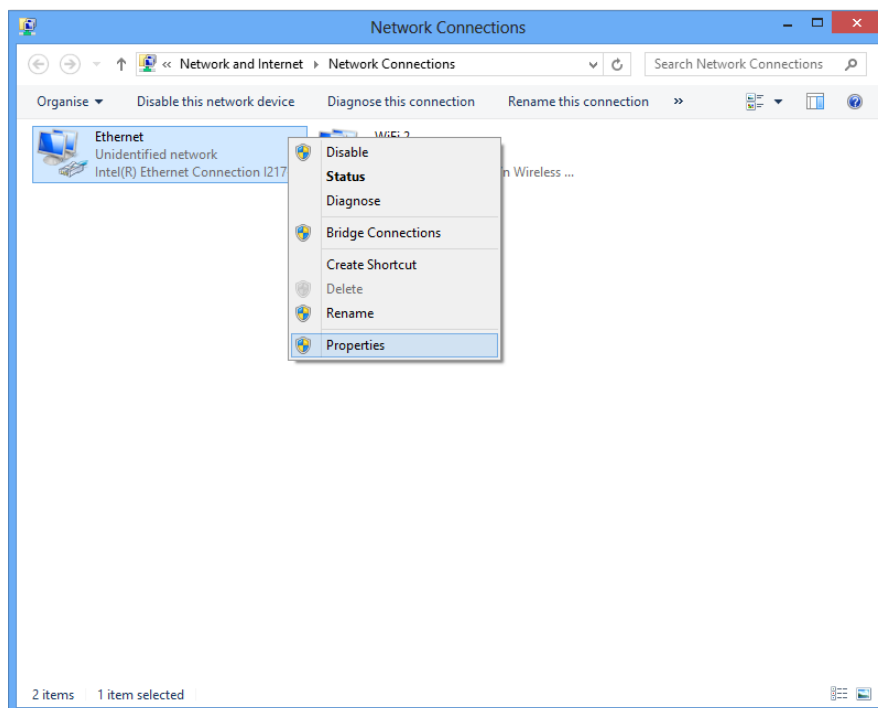 Network Connections
« Network and Internet Network Connections
Search Network Connections
Organise Disable this network device Diagnose this connection Rename this connection »
Ethernet
Unidentified network
Intel(R) Ethernet Connection I217
WiFi 2
n Wireless ...
Disable
Status
Diagnose
Bridge Connections
Create Shortcut
Delete
Rename
Properties
2 items 1 item selected